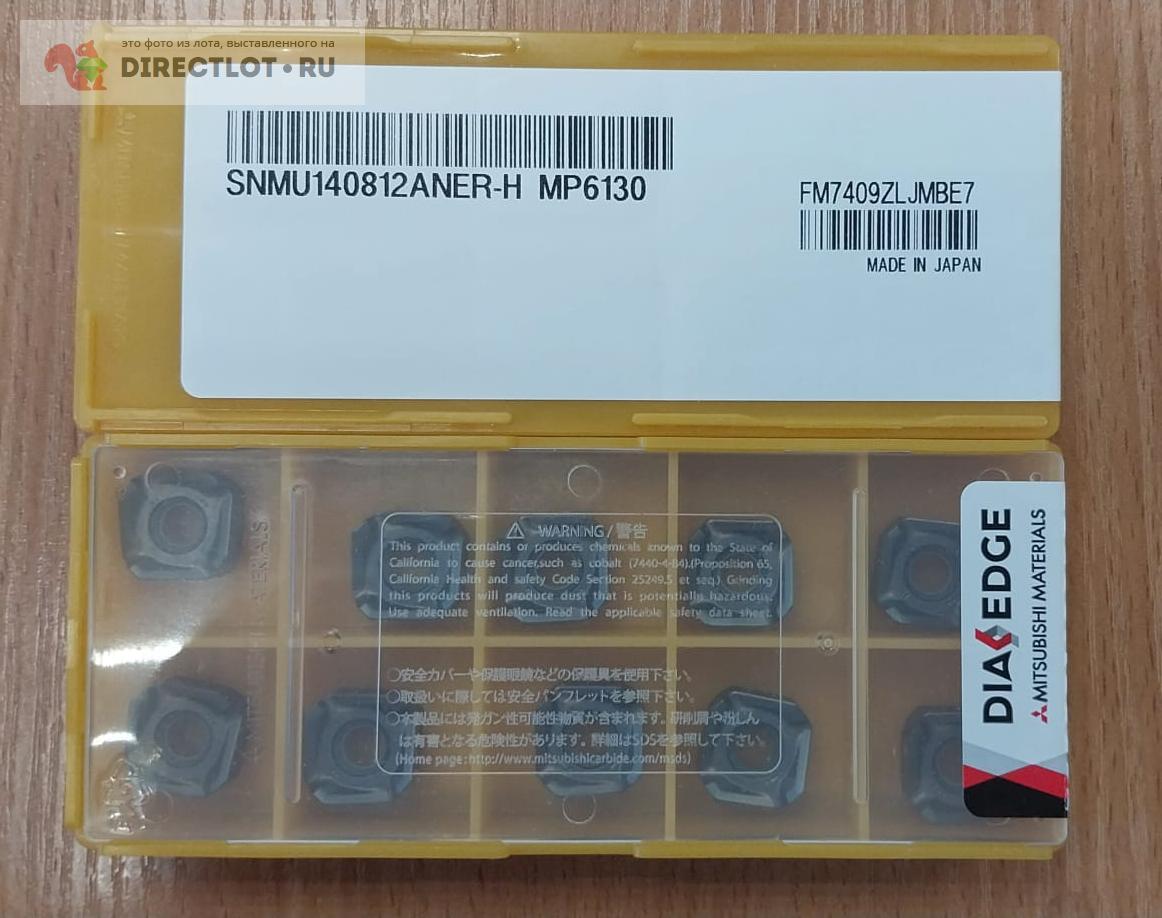 это фото из лота, выставленного на
DIRECTLOT•RU
SNMU140812ANER-H MP6130
FM7409ZLJMBE7
MADE IN JAPAN
⚠ WARNING/警告
This product contains or produces chemicals known to the State of
California to cause cancer,such as cobalt (7440-4-84).(Proposition 65,
California Health and safety Code Section 25249.5 et seq.) Grinding
this products will produce dust that is potentially hazardous.
Use adequate ventilation. Read the applicable safety data sheet.
○安全カバーや保護眼鏡などの保護具を使用下さい。
○取扱いに際しては安全パンフレットを参照下さい。
○本製品には発ガン性可能性物質が含まれます。研削屑や粉じん
は有害となる危険性があります。詳細はSDSを参照して下さい。
(Home page:http://www.mitsubishicarbide.com/msds)
DIAEDGE
MITSUBISHI MATERIALS